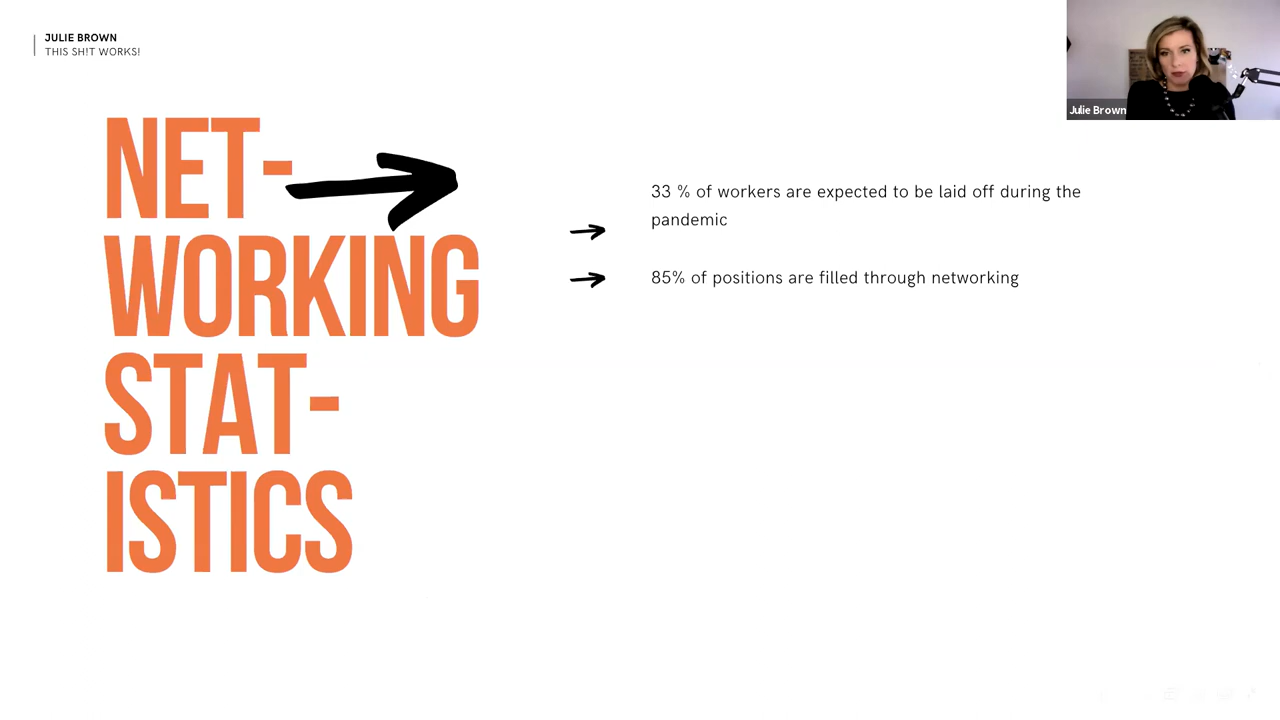 JULIE BROWN
THIS SH!T WORKS!
Julie Brown
NET-
WORKING
STAT-
ISTICS
33 % of workers are expected to be laid off during the
pandemic
85% of positions are filled through networking